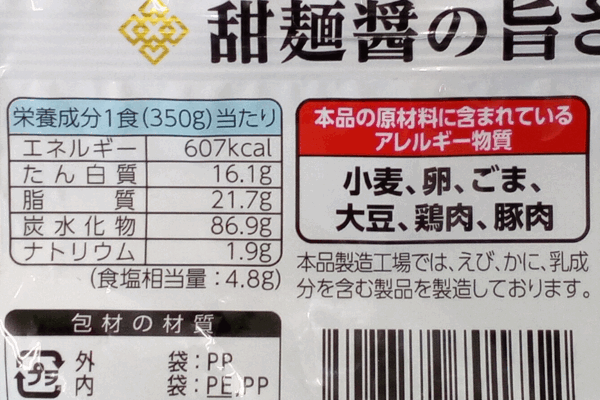 甜麺醤の旨さ
栄養成分1食(350g)当たり
エネルギー 607kcal
たん白質 16.1g
脂質 21.7g
炭水化物 86.9g
ナトリウム 1.9g
(食塩相当量:4.8g)
本品の原材料に含まれている
アレルギー物質
小麦、卵、ごま、
大豆、鶏肉、豚肉
本品製造工場では、えび、かに、乳成
分を含む製品を製造しております。
包材の材質
プラ
外袋:PP
内袋:PE,PP